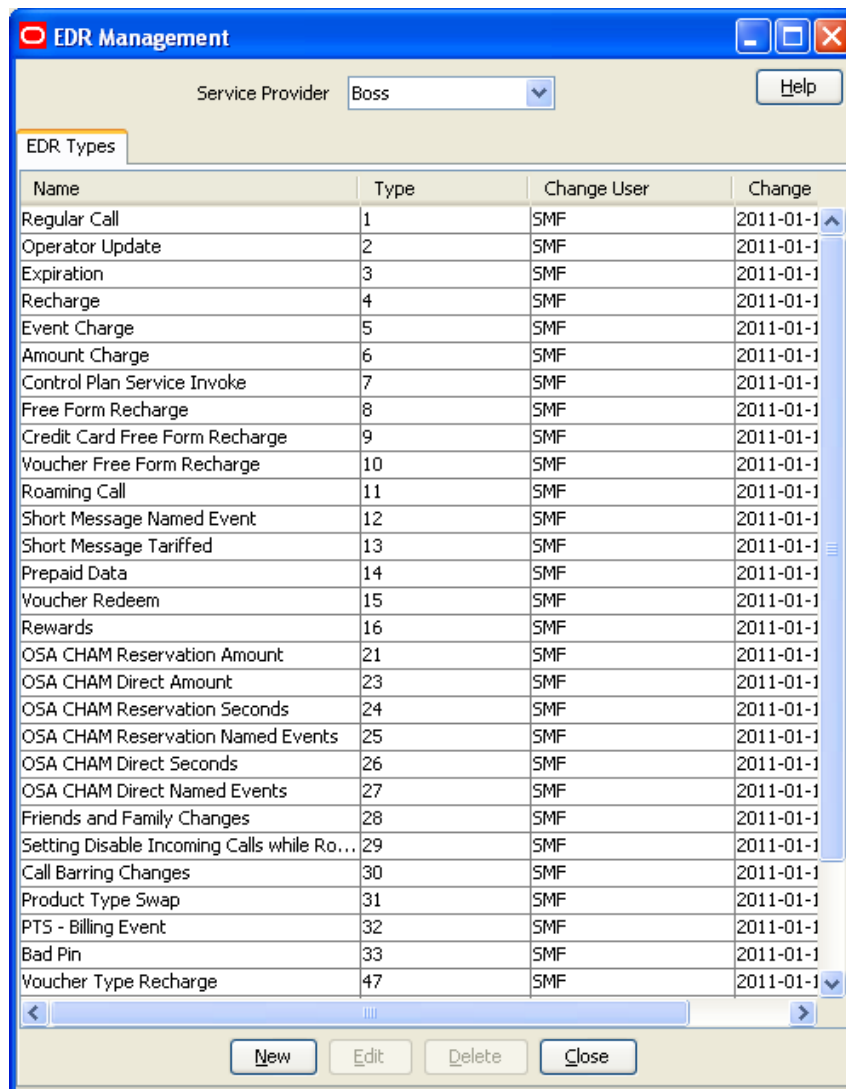 EDR Management
Service Provider Boss Help
EDR Types
Name Type Change User Change
Regular Call 1 SMF 2011-01-1
Operator Update 2 SMF 2011-01-1
Expiration 3 SMF 2011-01-1
Recharge 4 SMF 2011-01-1
Event Charge 5 SMF 2011-01-1
Amount Charge 6 SMF 2011-01-1
Control Plan Service Invoke 7 SMF 2011-01-1
Free Form Recharge 8 SMF 2011-01-1
Credit Card Free Form Recharge 9 SMF 2011-01-1
Voucher Free Form Recharge 10 SMF 2011-01-1
Roaming Call 11 SMF 2011-01-1
Short Message Named Event 12 SMF 2011-01-1
Short Message Tariffed 13 SMF 2011-01-1
Prepaid Data 14 SMF 2011-01-1
Voucher Redeem 15 SMF 2011-01-1
Rewards 16 SMF 2011-01-1
OSA CHAM Reservation Amount 21 SMF 2011-01-1
OSA CHAM Direct Amount 23 SMF 2011-01-1
OSA CHAM Reservation Seconds 24 SMF 2011-01-1
OSA CHAM Reservation Named Events 25 SMF 2011-01-1
OSA CHAM Direct Seconds 26 SMF 2011-01-1
OSA CHAM Direct Named Events 27 SMF 2011-01-1
Friends and Family Changes 28 SMF 2011-01-1
Setting Disable Incoming Calls while Ro... 29 SMF 2011-01-1
Call Barring Changes 30 SMF 2011-01-1
Product Type Swap 31 SMF 2011-01-1
PTS - Billing Event 32 SMF 2011-01-1
Bad Pin 33 SMF 2011-01-1
Voucher Type Recharge 47 SMF 2011-01-1
New Edit Delete Close